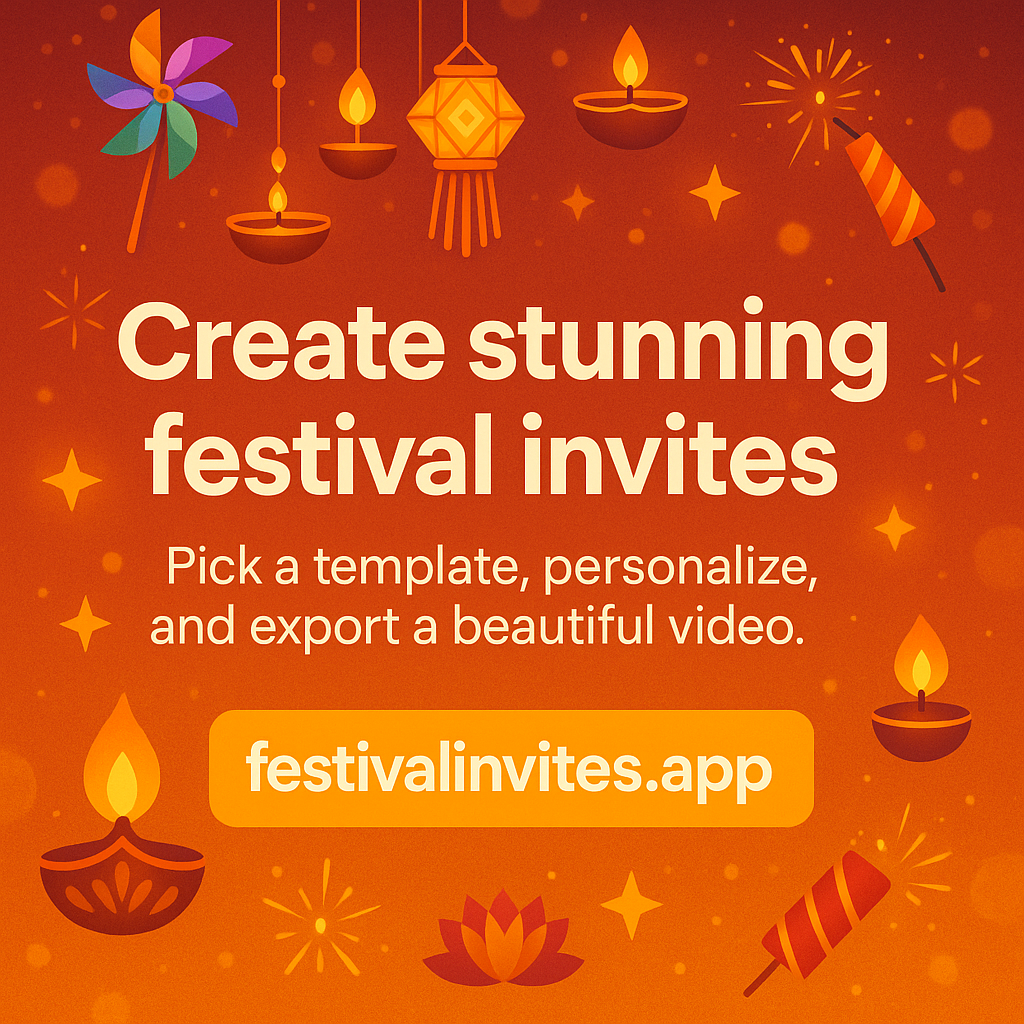 Create stunning
festival invites
Pick a template, personalize,
and export a beautiful video.
festivalinvites.app